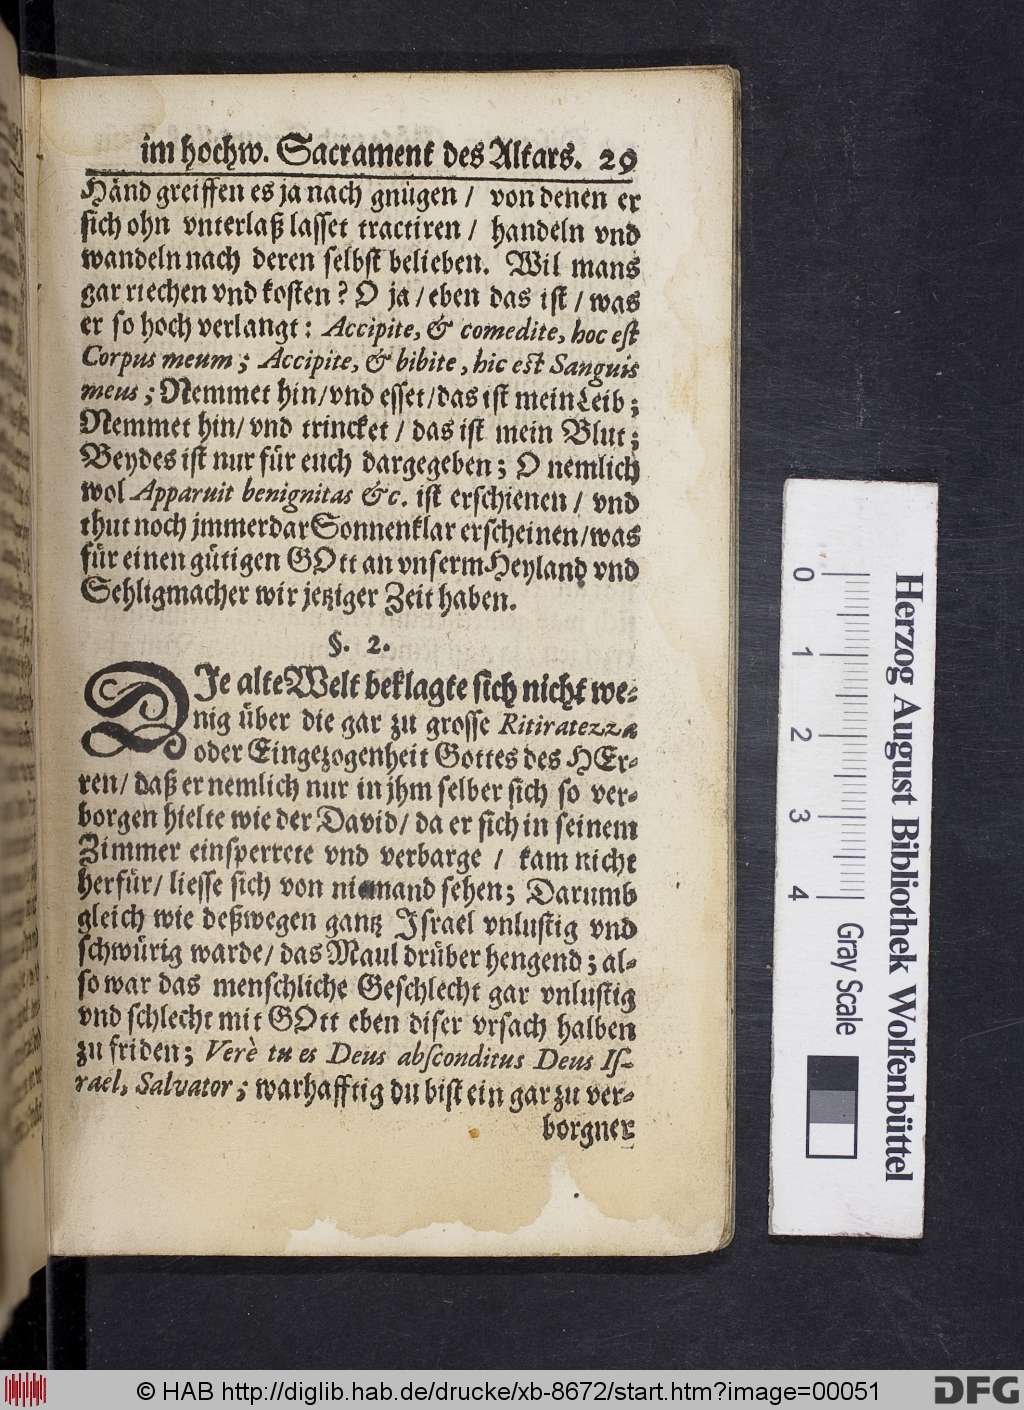 im hochw. Sacrament des Altars. 29
Händ greiffen es ja nach gnügen / von denen er
sich ohn vnterlaß lasset tractiren / handeln vnd
wandeln nach deren selbst belieben. Wil mans
gar riechen vnd kosten? O ja / eben das ist / was
er so hoch verlangt: Accipite, & comedite, hoc est
Corpus meum; Accipite, & bibite, hic est Sanguis
meus; Nemmet hin / vnd esset / das ist mein Leib;
Nemmet hin / vnd trincket / das ist mein Blut;
Beydes ist nur für euch dargegeben; O nemlich
wol Apparuit benignitas &c. ist erschienen / vnd
thut noch jmmerdar Sonnenklar erscheinen / was
für einen gütigen GOtt an vnserm Heyland vnd
Sehligmacher wir jetziger Zeit haben.
§. 2.
DIe alte Welt beklagte sich nicht we-
nig über die gar zu grosse Ritiratezza
oder Eingezogenheit Gottes des HEr-
ren / daß er nemlich nur in jhm selber sich so ver-
borgen hielte wie der David / da er sich in seinem
Zimmer einsperrete vnd verbarge / kam nicht
herfür / liesse sich von niemand sehen; Darumb
gleich wie deßwegen gantz Israel vnlustig vnd
schwürig warde / das Maul drüber hengend; al-
so war das menschliche Geschlecht gar vnlustig
vnd schlecht mit GOtt eben diser vrsach halben
zu friden; Verè tu es Deus absconditus Deus Is-
rael, Salvator; warhafftig du bist ein gar zu ver-
borgner
0 1 2 3 4
Gray Scale
Herzog August Bibliothek Wolfenbüttel
© HAB http://diglib.hab.de/drucke/xb-8672/start.htm?image=00051
DFG